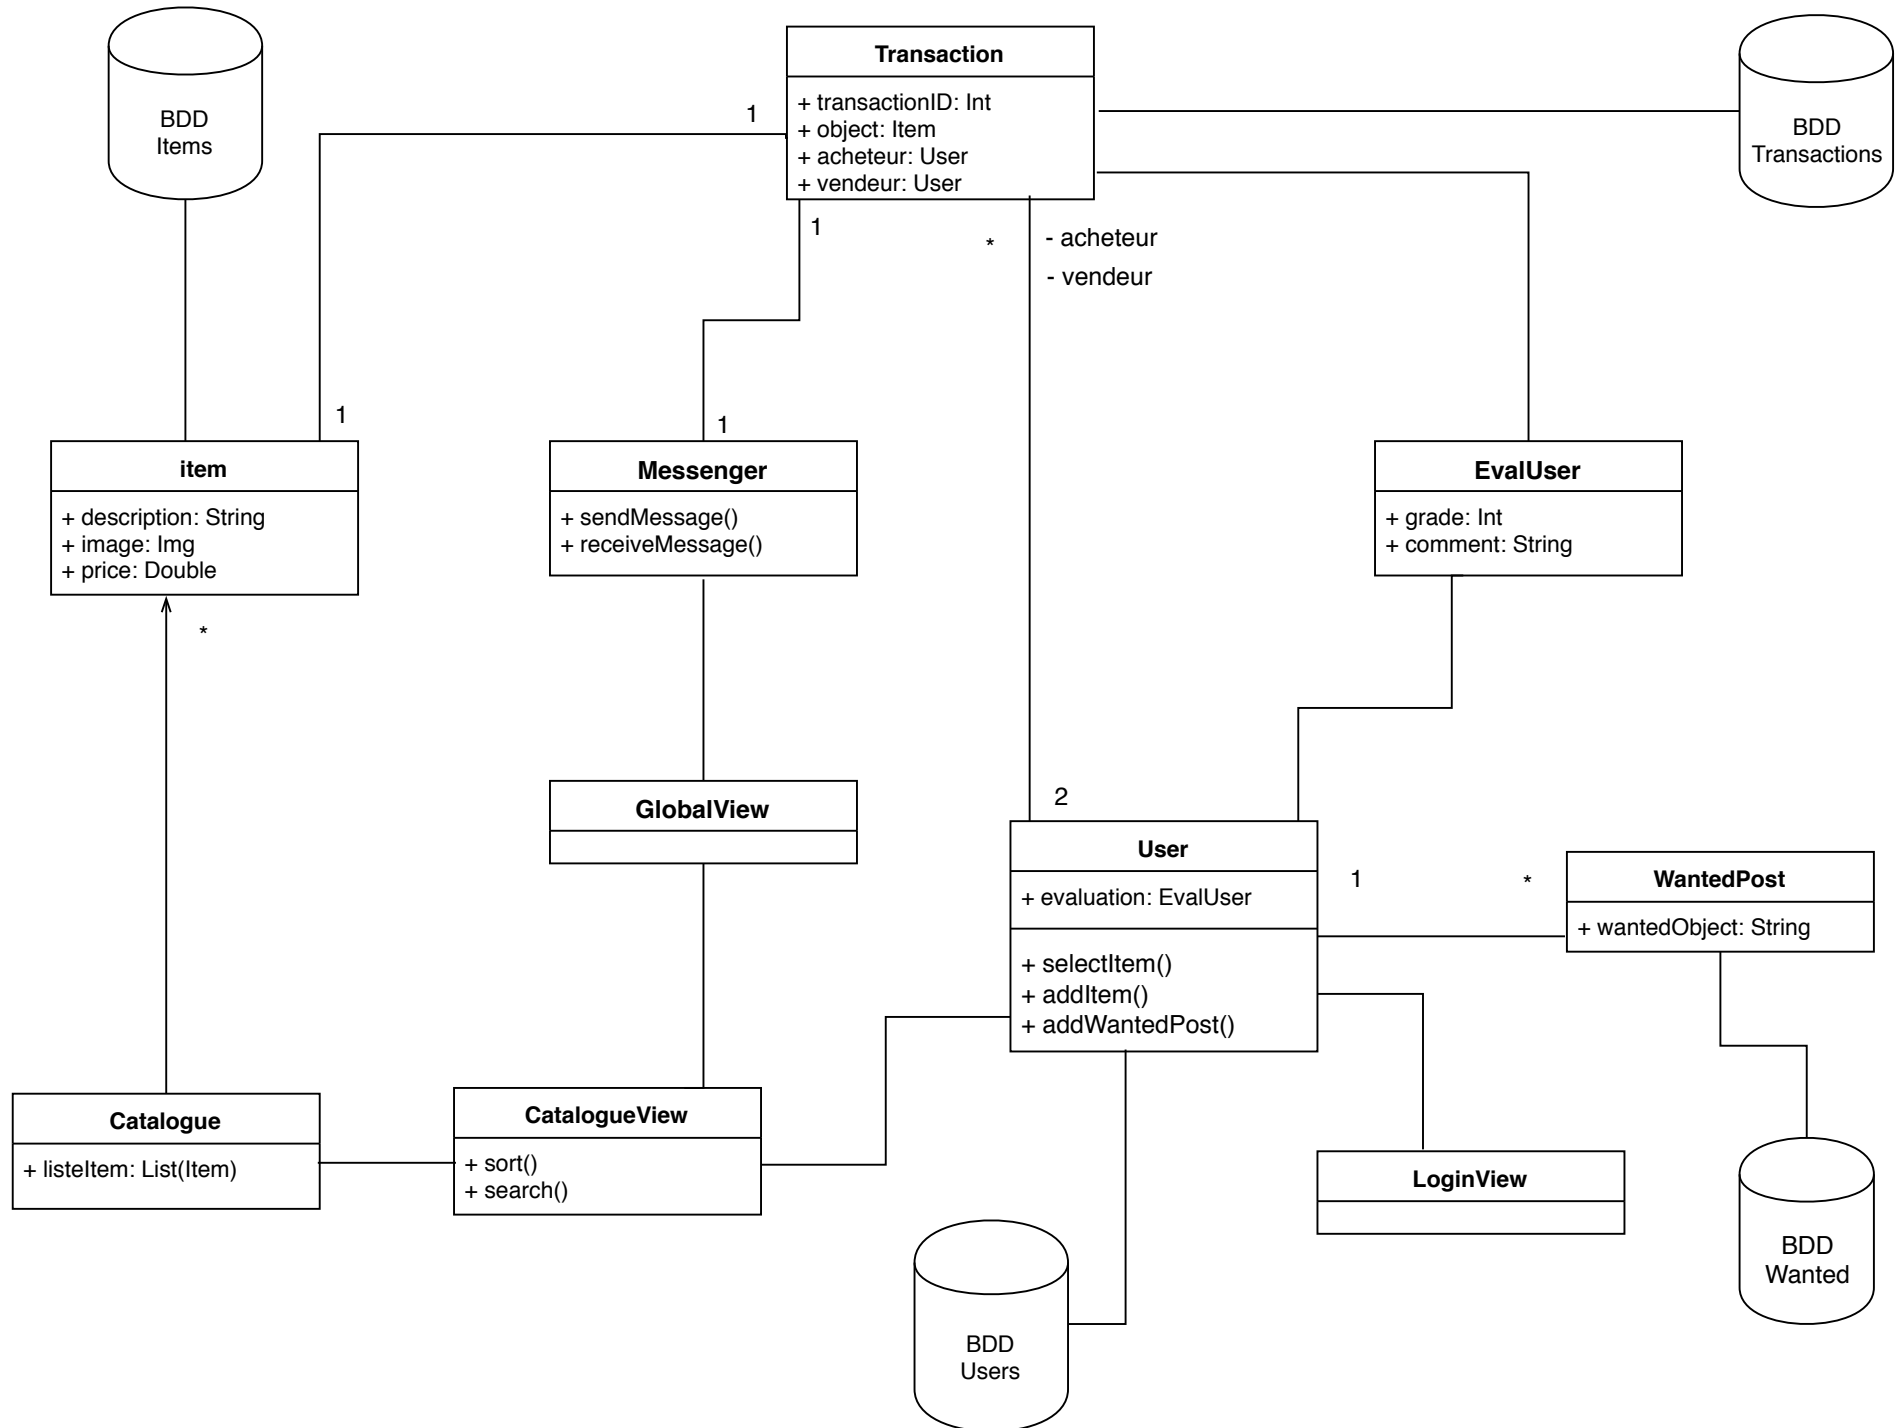 BDD
Items
Transaction
+ transactionID: Int
+ object: Item
+ acheteur: User
+ vendeur: User
BDD
Transactions
1
1
*
- acheteur
- vendeur
1
1
item
+ description: String
+ image: Img
+ price: Double
*
Messenger
+ sendMessage()
+ receiveMessage()
EvalUser
+ grade: Int
+ comment: String
GlobalView
2
User
+ evaluation: EvalUser
+ selectItem()
+ addItem()
+ addWantedPost()
1
*
WantedPost
+ wantedObject: String
Catalogue
+ listeItem: List(Item)
CatalogueView
+ sort()
+ search()
LoginView
BDD
Wanted
BDD
Users